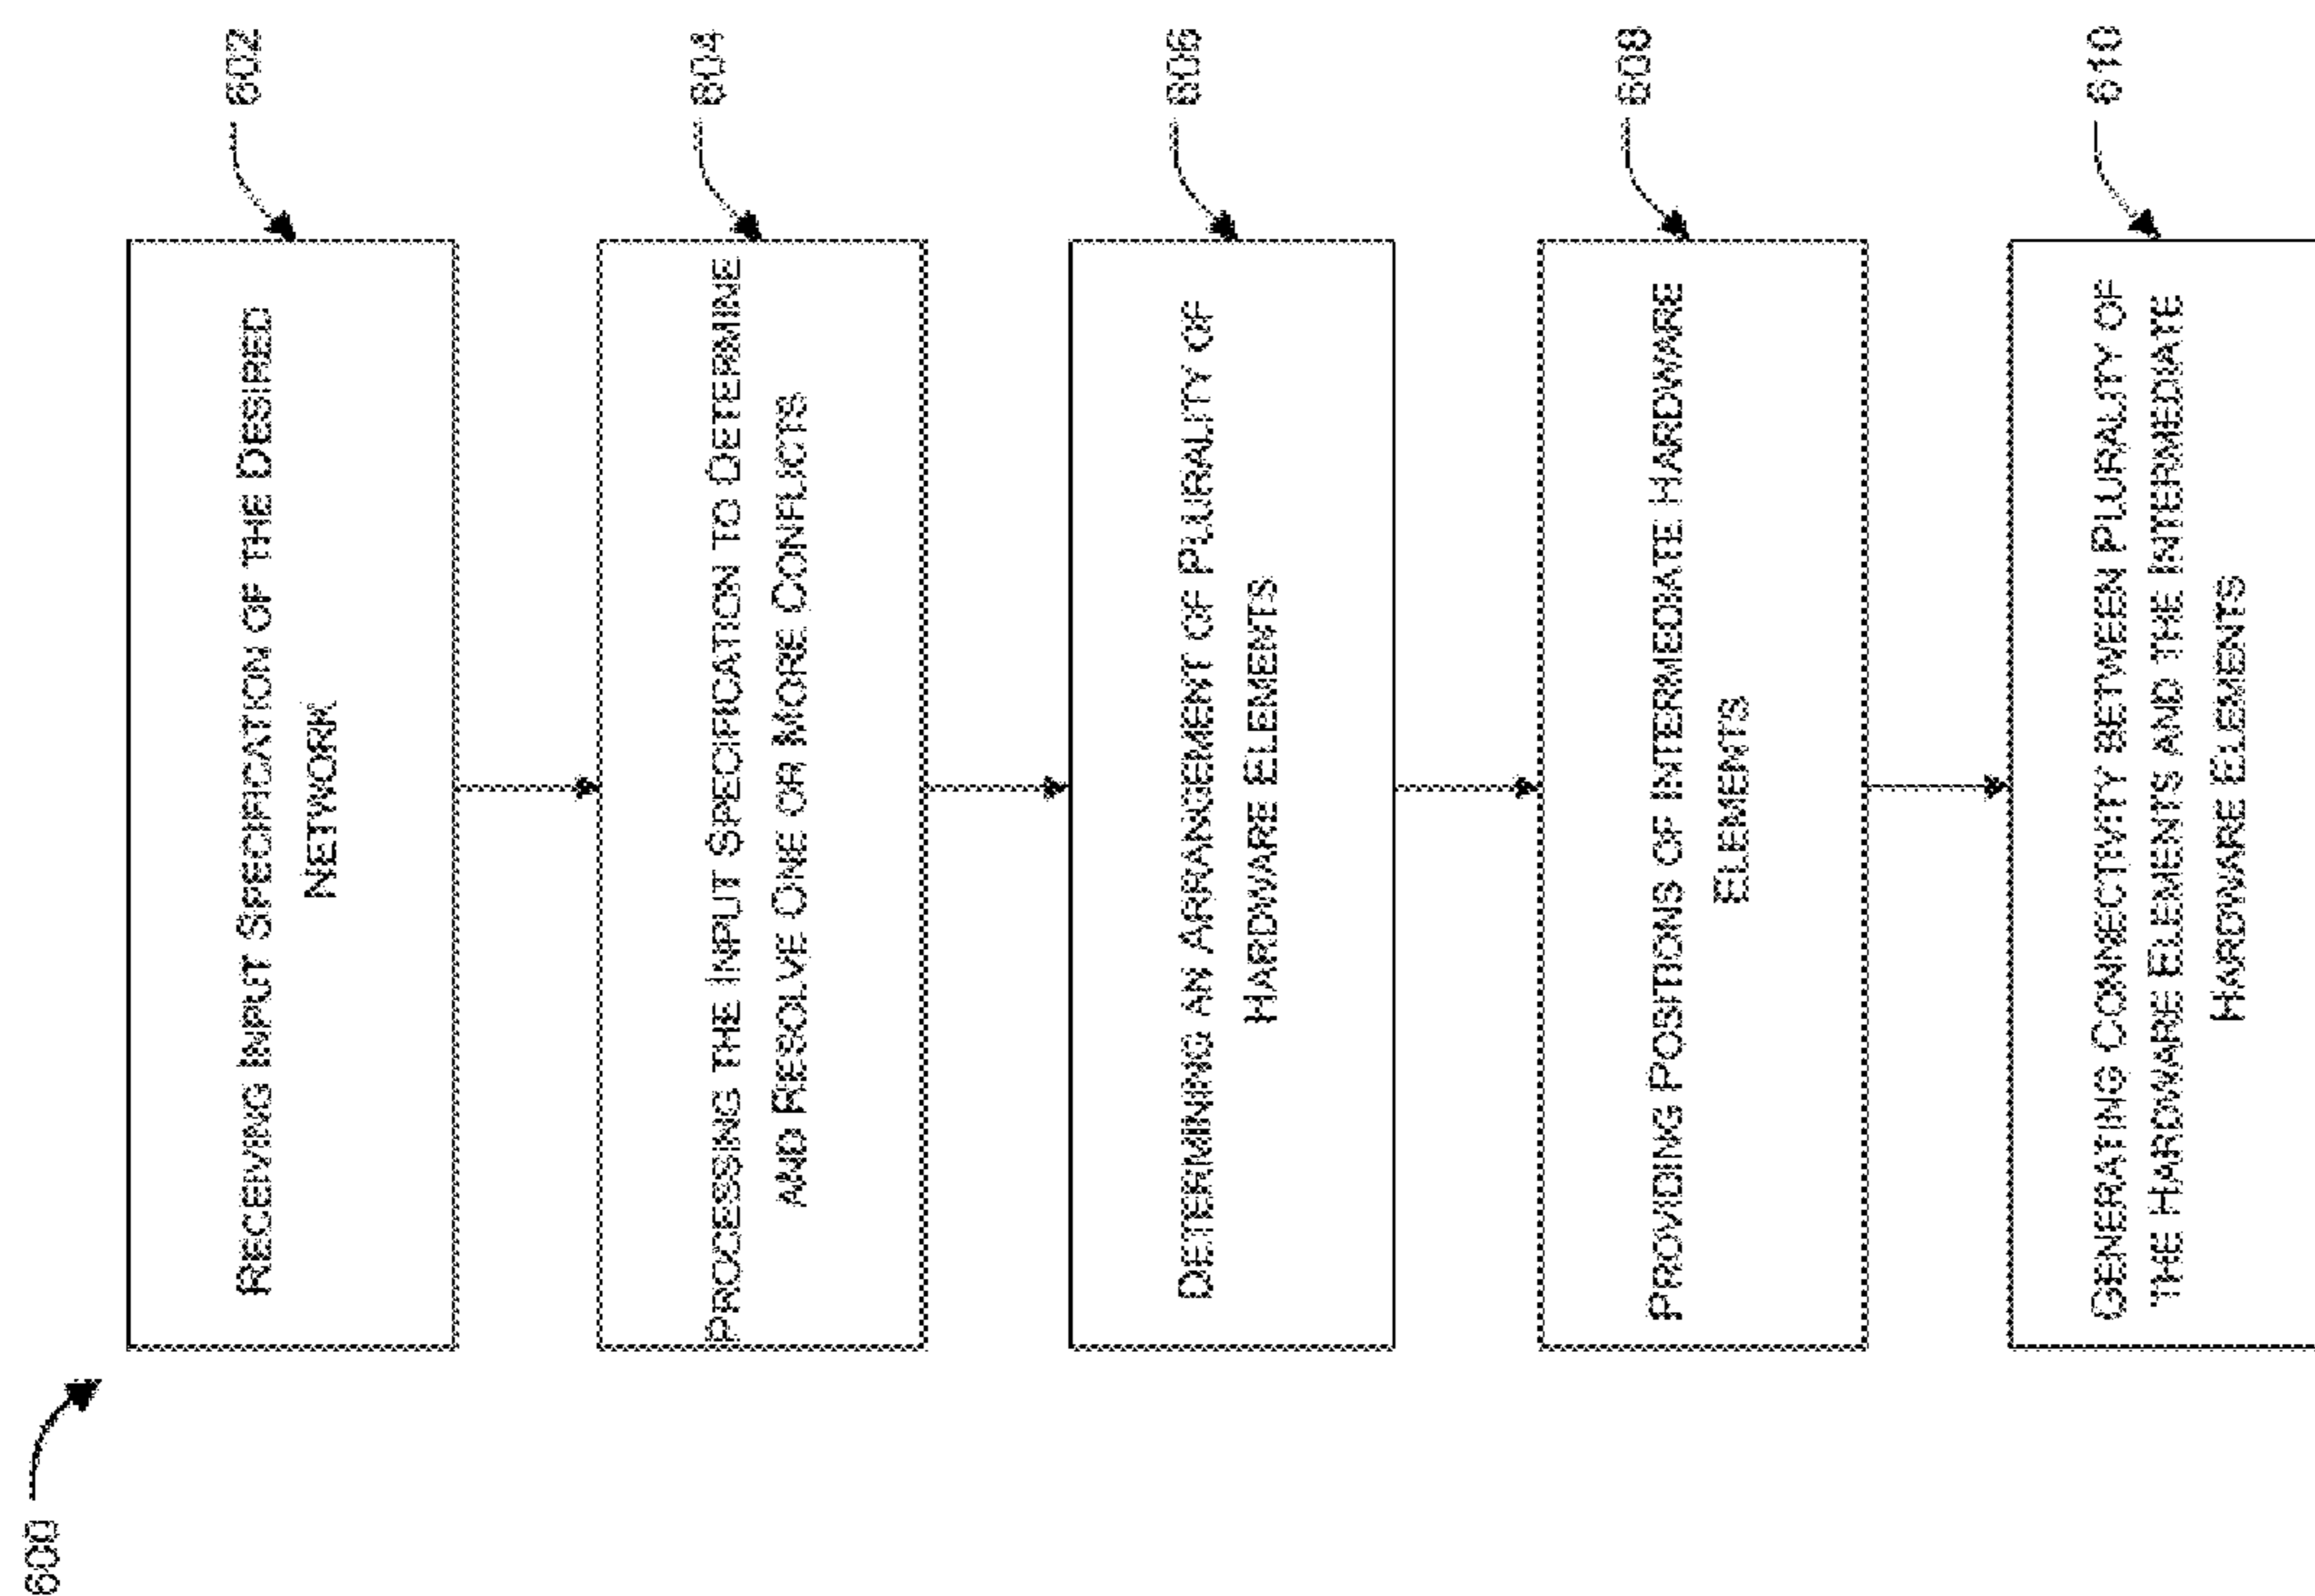 600
RECEIVING INPUT SPECIFICATION OF THE DESIRED
NETWORK
602
PROCESSING THE INPUT SPECIFICATION TO DETERMINE
AND RESOLVE ONE OR MORE CONFLICTS
604
DETERMINING AN ARRANGEMENT OF PLURALITY OF
HARDWARE ELEMENTS
606
PROVIDING POSITIONS OF INTERMEDIATE HARDWARE
ELEMENTS
608
GENERATING CONNECTIVITY BETWEEN PLURALITY OF
THE HARDWARE ELEMENTS AND THE INTERMEDIATE
HARDWARE ELEMENTS
610